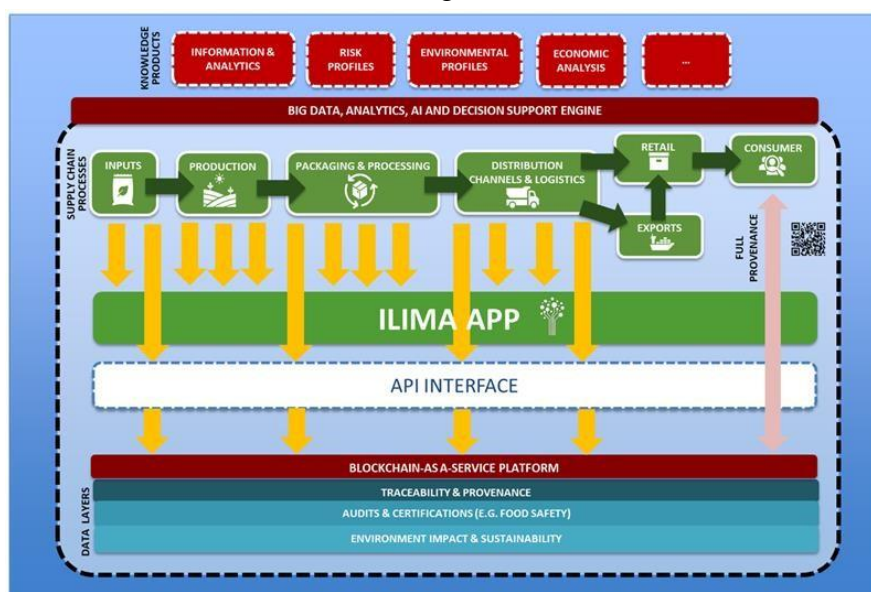 KNOWLEDGE
PRODUCTS
INFORMATION &
ANALYTICS
RISK
PROFILES
ENVIRONMENTAL
PROFILES
ECONOMIC
ANALYSIS
...
BIG DATA, ANALYTICS, AI AND DECISION SUPPORT ENGINE
SUPPLY CHAIN
PROCESSES
INPUTS
PRODUCTION
PACKAGING & PROCESSING
DISTRIBUTION
CHANNELS & LOGISTICS
RETAIL
CONSUMER
EXPORTS
FULL
PROVENANCE
ILIMA APP
API INTERFACE
BLOCKCHAIN-AS A-SERVICE PLATFORM
DATA LAYERS
TRACEABILITY & PROVENANCE
AUDITS & CERTIFICATIONS (E.G. FOOD SAFETY)
ENVIRONMENT IMPACT & SUSTAINABILITY